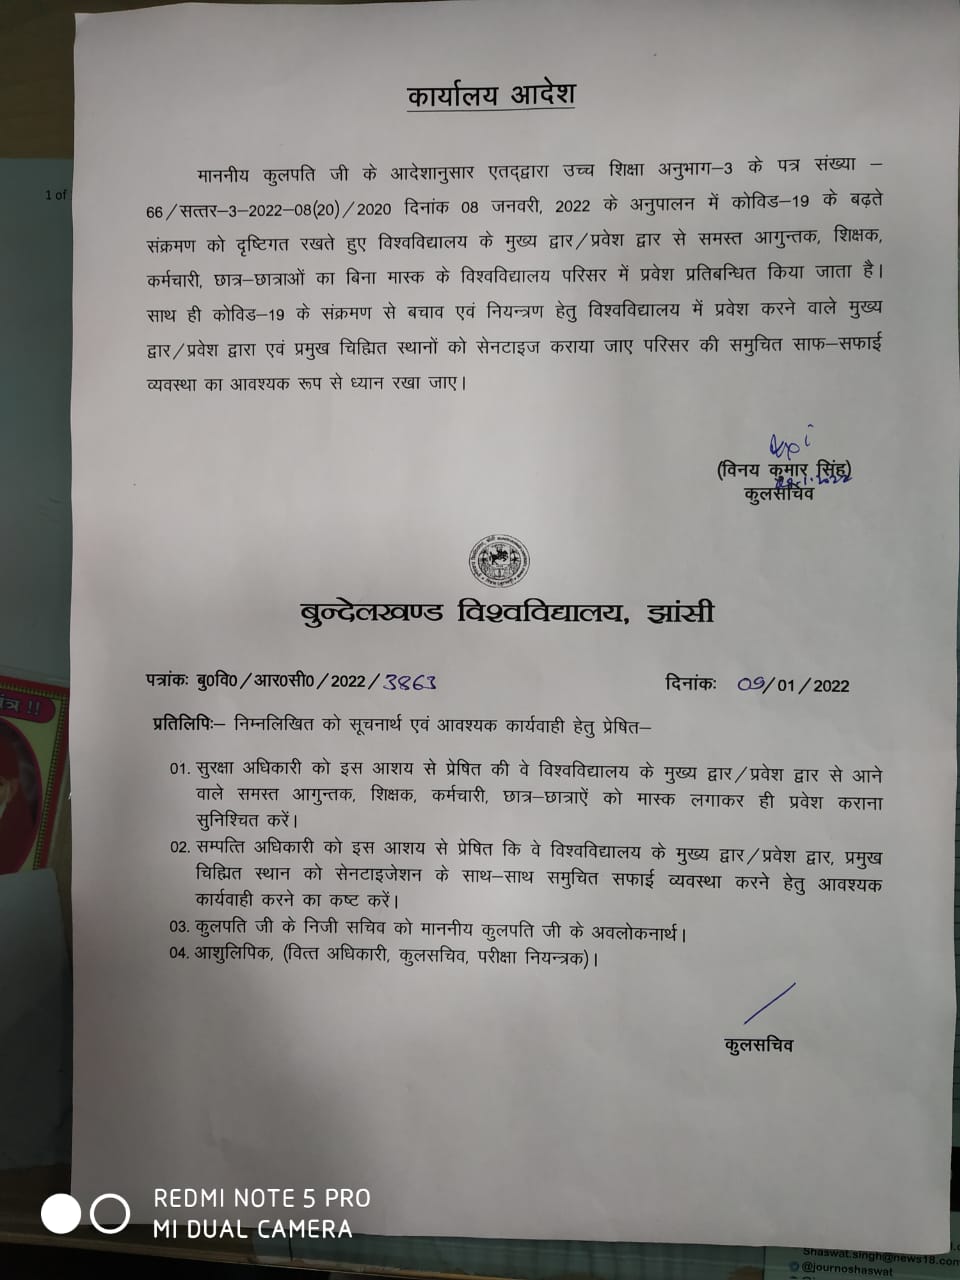 कार्यालय आदेश
माननीय कुलपति जी के आदेशानुसार एतद्द्वारा उच्च शिक्षा अनुभाग–3 के पत्र संख्या –
66/सत्तर–3–2022–08(20)/2020 दिनांक 08 जनवरी, 2022 के अनुपालन में कोविड–19 के बढ़ते
संक्रमण को दृष्टिगत रखते हुए विश्वविद्यालय के मुख्य द्वार/प्रवेश द्वार से समस्त आगुन्तक, शिक्षक,
कर्मचारी, छात्र–छात्राओं का बिना मास्क के विश्वविद्यालय परिसर में प्रवेश प्रतिबन्धित किया जाता है।
साथ ही कोविड–19 के संक्रमण से बचाव एवं नियन्त्रण हेतु विश्वविद्यालय में प्रवेश करने वाले मुख्य
द्वार/प्रवेश द्वारा एवं प्रमुख चिह्मित स्थानों को सेनटाइज कराया जाए परिसर की समुचित साफ–सफाई
व्यवस्था का आवश्यक रूप से ध्यान रखा जाए।
(विनय कुमार सिंह)
कुलसचिव
बुन्देलखण्ड विश्वविद्यालय, झांसी
पत्रांकः बु0वि0/आर0सी0/2022/3863
दिनांकः 09/01/2022
प्रतिलिपिः– निम्नलिखित को सूचनार्थ एवं आवश्यक कार्यवाही हेतु प्रेषित–
01. सुरक्षा अधिकारी को इस आशय से प्रेषित की वे विश्वविद्यालय के मुख्य द्वार/प्रवेश द्वार से आने
वाले समस्त आगुन्तक, शिक्षक, कर्मचारी, छात्र–छात्राऐं को मास्क लगाकर ही प्रवेश कराना
सुनिश्चित करें।
02. सम्पत्ति अधिकारी को इस आशय से प्रेषित कि वे विश्वविद्यालय के मुख्य द्वार/प्रवेश द्वार, प्रमुख
चिह्मित स्थान को सेनटाइजेशन के साथ–साथ समुचित सफाई व्यवस्था करने हेतु आवश्यक
कार्यवाही करने का कष्ट करें।
03. कुलपति जी के निजी सचिव को माननीय कुलपति जी के अवलोकनार्थ।
04. आशुलिपिक, (वित्त अधिकारी, कुलसचिव, परीक्षा नियन्त्रक)।
कुलसचिव
1 of
REDMI NOTE 5 PRO
MI DUAL CAMERA
Shaswat.singh@news18.com
@journoshaswat